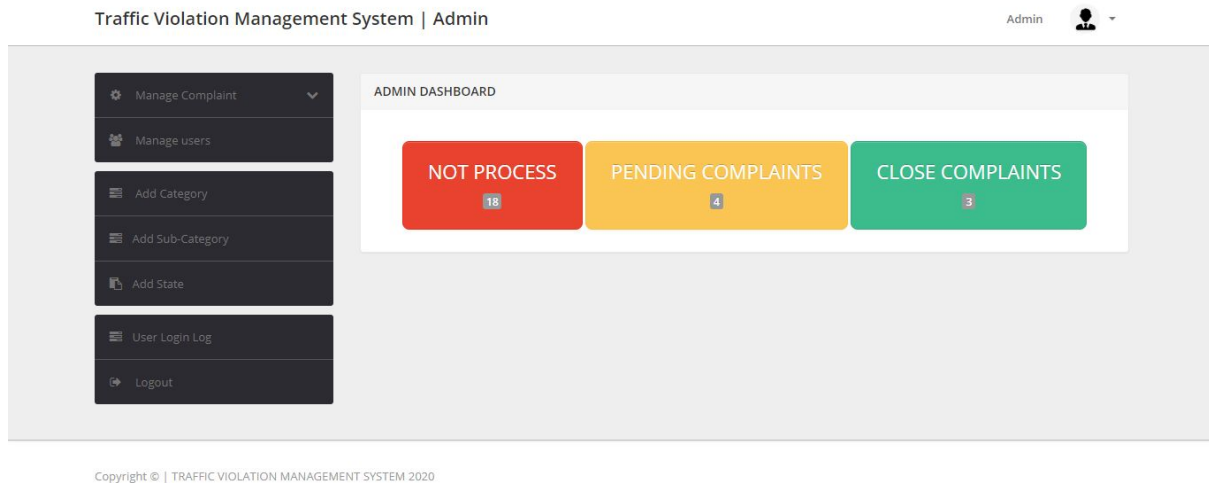 Traffic Violation Management System | Admin
Admin
Manage Complaint
Manage users
Add Category
Add Sub-Category
Add State
User Login Log
Logout
ADMIN DASHBOARD
NOT PROCESS
18
PENDING COMPLAINTS
4
CLOSE COMPLAINTS
3
Copyright © | TRAFFIC VIOLATION MANAGEMENT SYSTEM 2020